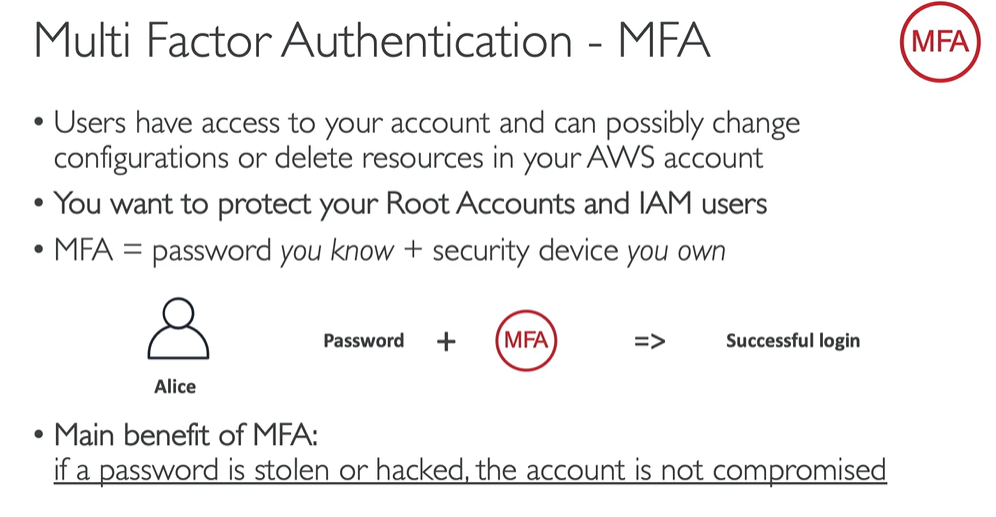 Multi Factor Authentication - MFA
MFA
• Users have access to your account and can possibly change
configurations or delete resources in your AWS account
• You want to protect your Root Accounts and IAM users
• MFA = password you know + security device you own
Password + MFA => Successful login
Alice
• Main benefit of MFA:
if a password is stolen or hacked, the account is not compromised